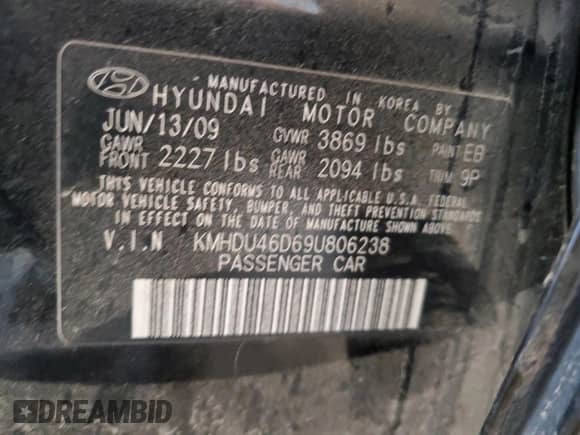 MANUFACTURED IN KOREA BY
HYUNDAI MOTOR COMPANY
JUN/13/09 GVWR 3869 lbs PAINT EB
GAWR FRONT 2227 lbs GAWR REAR 2094 lbs TRIM 9P
THIS VEHICLE CONFORMS TO ALL APPLICABLE U.S.A. FEDERAL
MOTOR VEHICLE SAFETY, BUMPER, AND THEFT PREVENTION STANDARDS
IN EFFECT ON THE DATE OF MANUFACTURE SHOWN ABOVE.
V.I.N KMHDU46D69U806238
PASSENGER CAR
DREAMBID